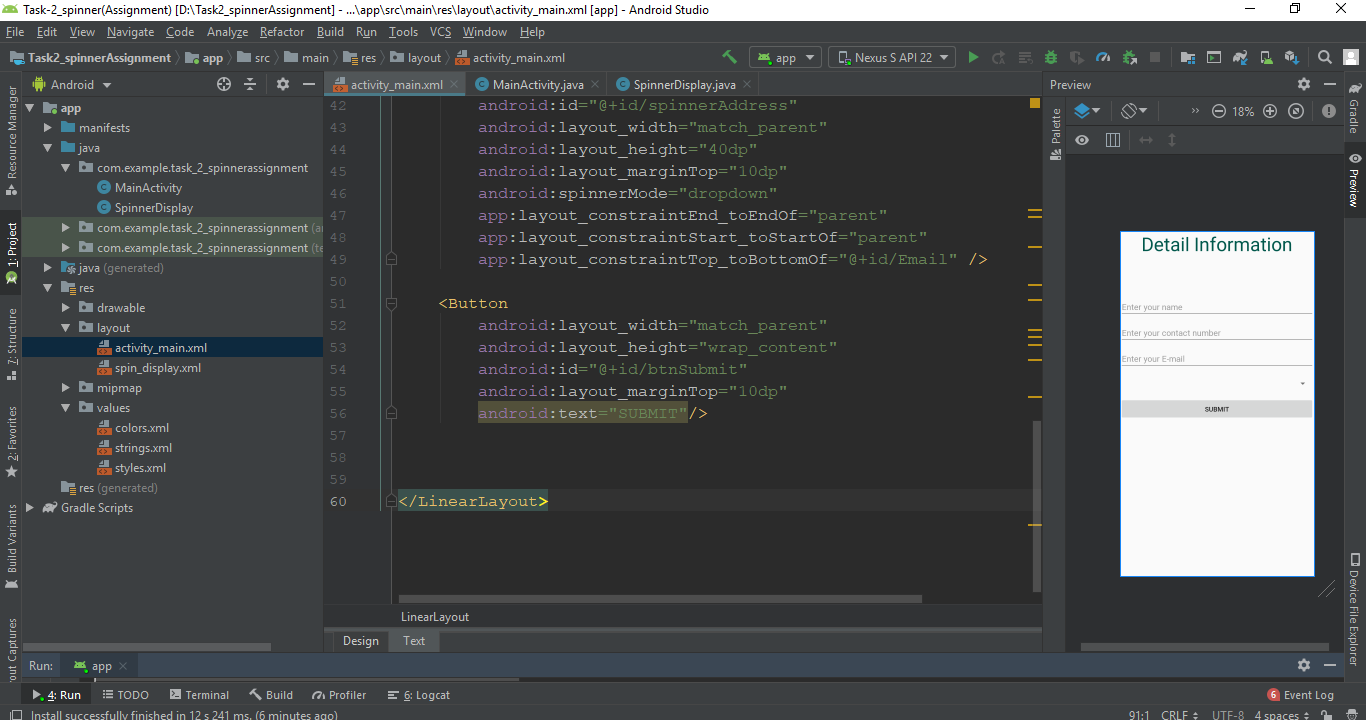 Task-2_spinner(Assignment) [D:\Task2_spinnerAssignment] - ...\app\src\main\res\layout\activity_main.xml [app] - Android Studio
File Edit View Navigate Code Analyze Refactor Build Run Tools VCS Window Help
Task2_spinnerAssignment app src main res layout activity_main.xml app Nexus S API 22
Android activity_main.xml MainActivity.java SpinnerDisplay.java Preview
Resource Manager
1: Project
7: Structure
2: Favorites
Build Variants
out Captures
app
manifests
java
com.example.task_2_spinnerassignment
MainActivity
SpinnerDisplay
com.example.task_2_spinnerassignment (a
com.example.task_2_spinnerassignment (te
java (generated)
res
drawable
layout
activity_main.xml
spin_display.xml
mipmap
values
colors.xml
strings.xml
styles.xml
res (generated)
Gradle Scripts
42 android:id="@+id/spinnerAddress"
43 android:layout_width="match_parent"
44 android:layout_height="40dp"
45 android:layout_marginTop="10dp"
46 android:spinnerMode="dropdown"
47 app:layout_constraintEnd_toEndOf="parent"
48 app:layout_constraintStart_toStartOf="parent"
49 app:layout_constraintTop_toBottomOf="@+id/Email" />
50
51 <Button
52 android:layout_width="match_parent"
53 android:layout_height="wrap_content"
54 android:id="@+id/btnSubmit"
55 android:layout_marginTop="10dp"
56 android:text="SUBMIT"/>
57
58
59
60 </LinearLayout>
LinearLayout
Design Text
Palette
18%
Detail Information
Enter your name
Enter your contact number
Enter your E-mail
SUBMIT
Gradle
Preview
Device File Explorer
Run: app
4: Run TODO Terminal Build Profiler 6: Logcat 6 Event Log
Install successfully finished in 12 s 241 ms. (6 minutes ago) 91:1 CRLF UTF-8 4 spaces